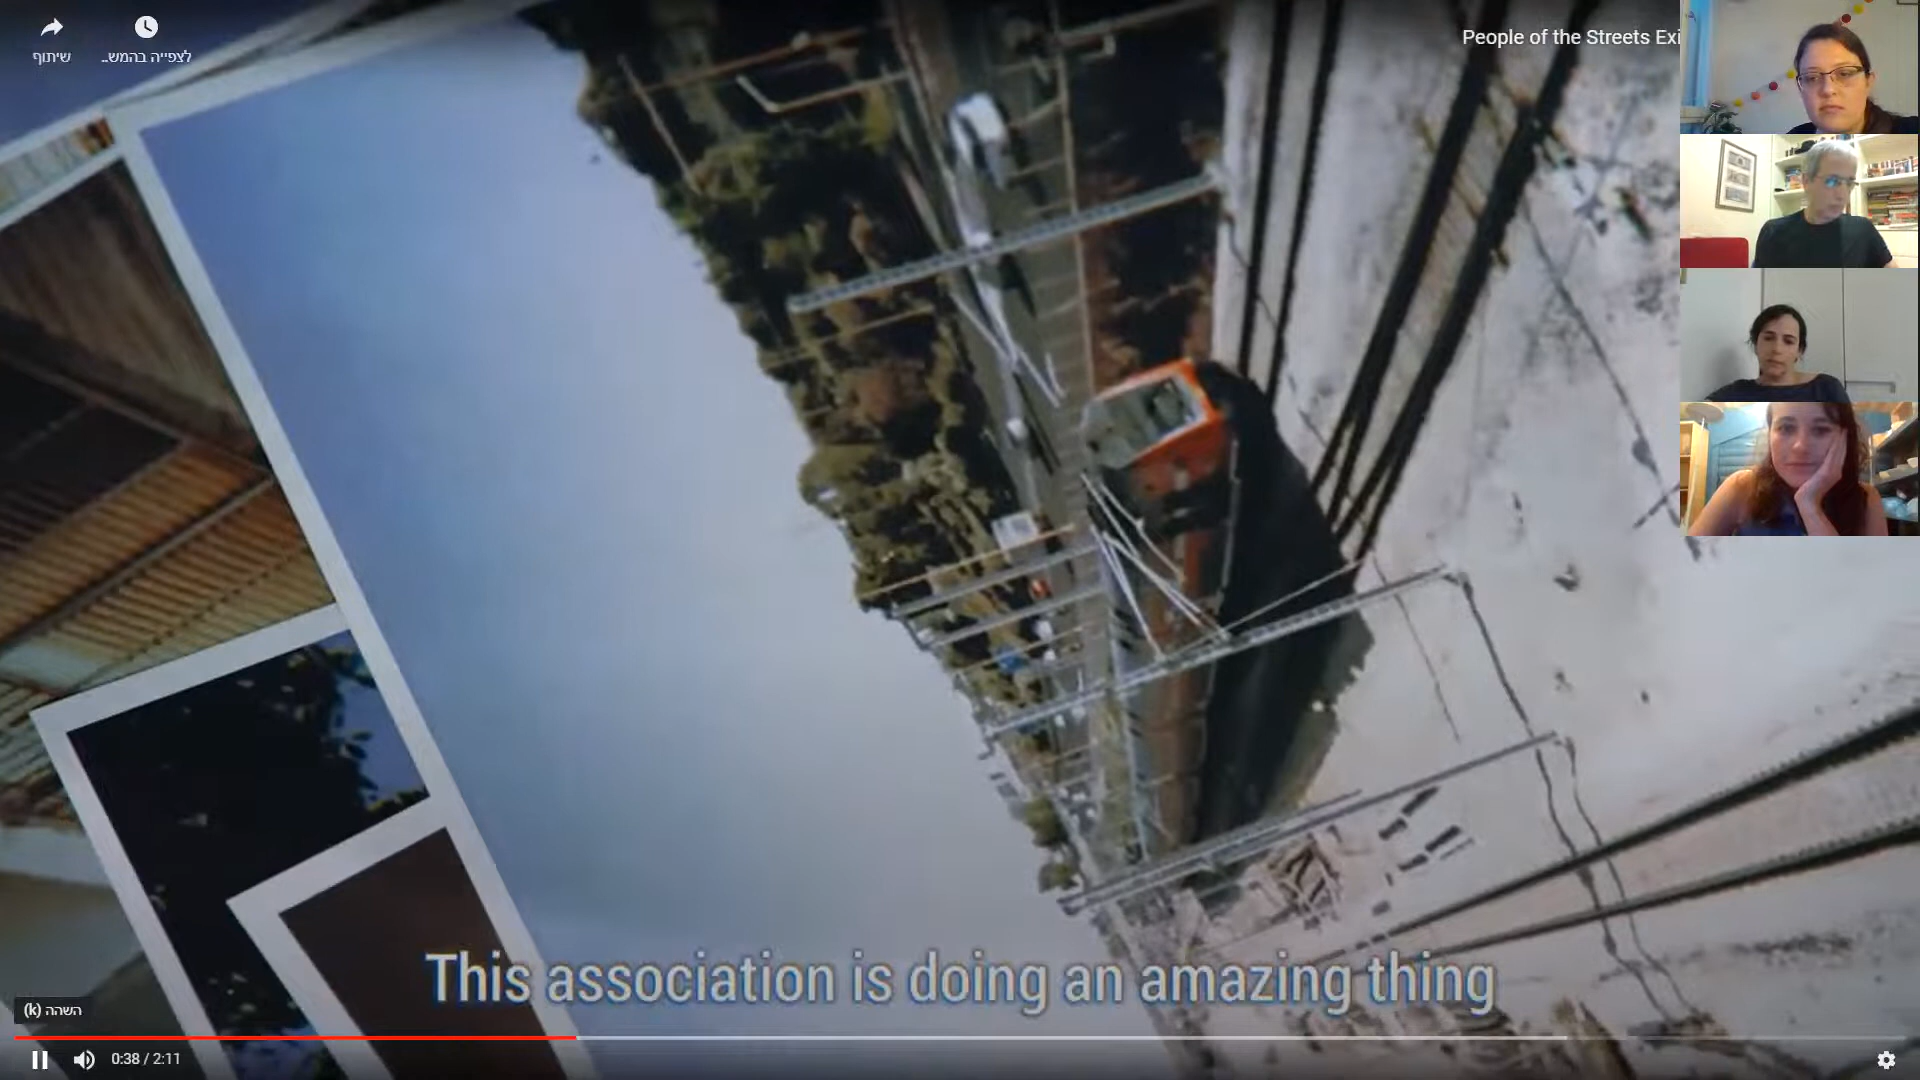 שיתוף
לצפייה בהמש..
People of the Streets Exi
This association is doing an amazing thing
השהה (k)
0:38 / 2:11